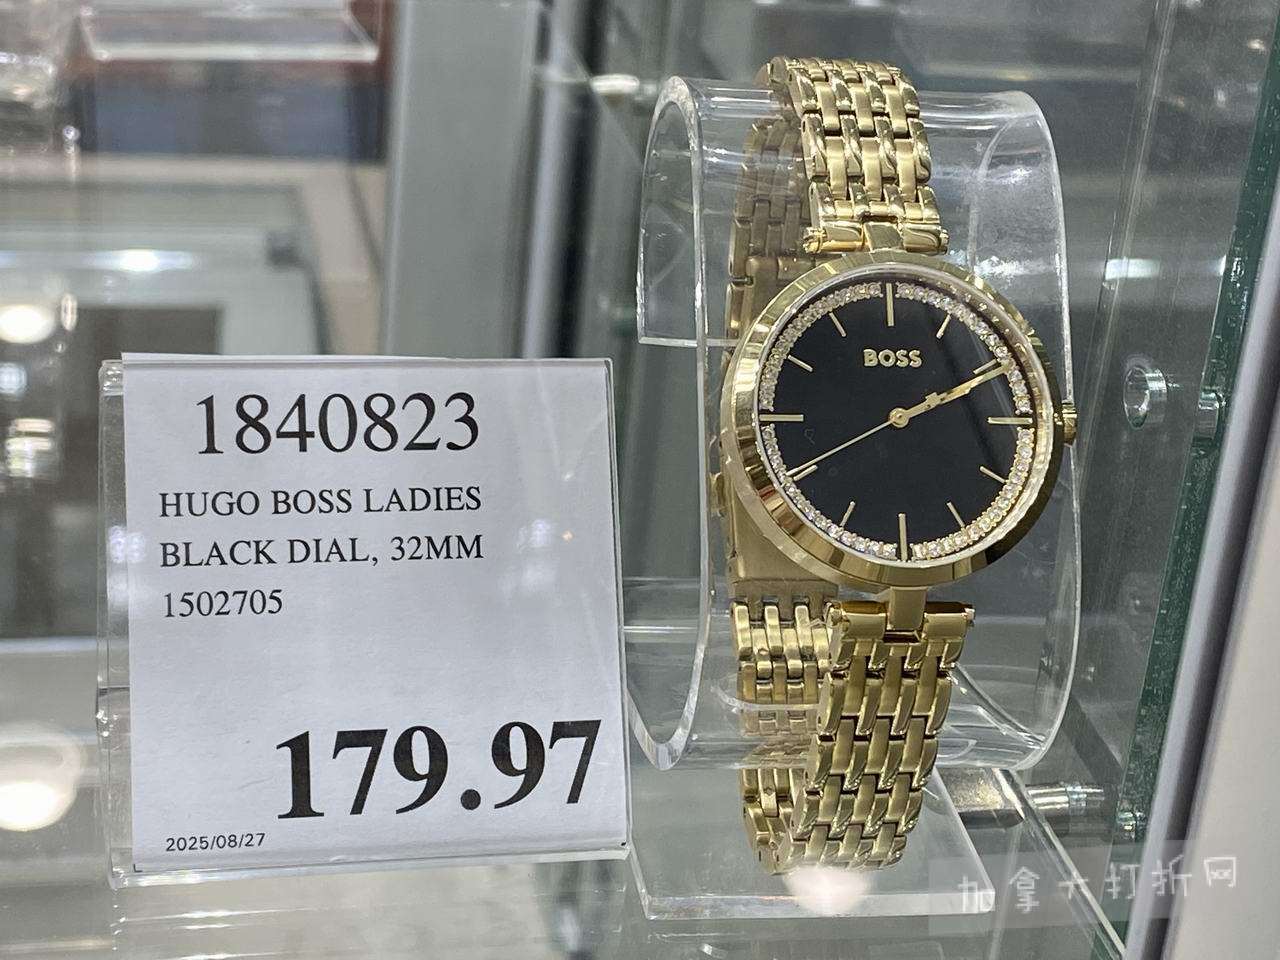 1840823
HUGO BOSS LADIES
BLACK DIAL, 32MM
1502705
179.97
2025/08/27
BOSS
加拿大打折网